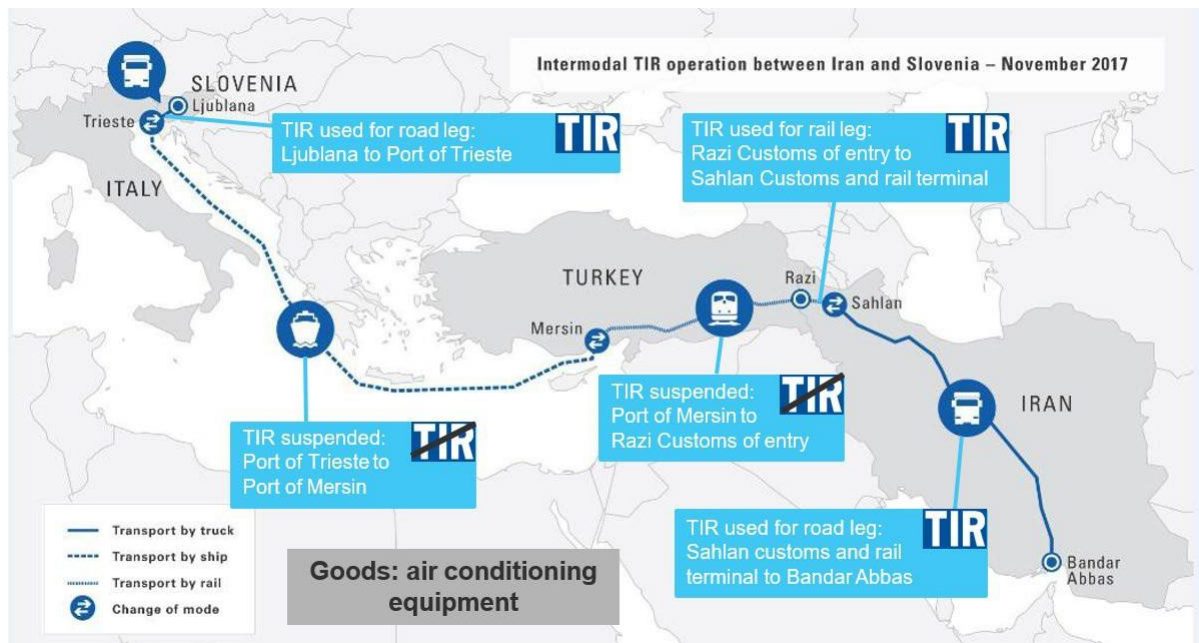 Intermodal TIR operation between Iran and Slovenia – November 2017
SLOVENIA
Ljublana
Trieste
ITALY
TIR used for road leg:
Ljublana to Port of Trieste
TIR
TIR used for rail leg:
Razi Customs of entry to
Sahlan Customs and rail terminal
TIR
TURKEY
Razi
Sahlan
Mersin
IRAN
TIR suspended:
Port of Mersin to
Razi Customs of entry
TIR
TIR suspended:
Port of Trieste to
Port of Mersin
TIR
TIR used for road leg:
Sahlan customs and rail
terminal to Bandar Abbas
TIR
Bandar
Abbas
Transport by truck
Transport by ship
Transport by rail
Change of mode
Goods: air conditioning
equipment